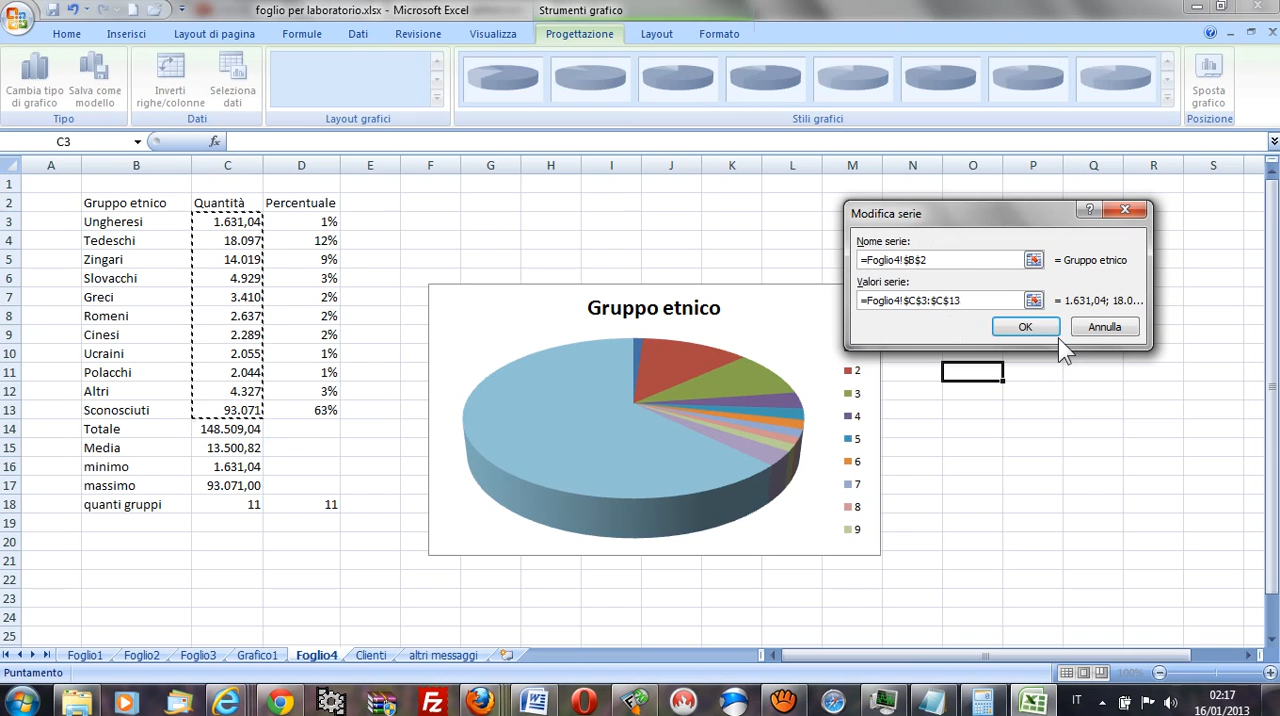 foglio per laboratorio.xlsx - Microsoft Excel Strumenti grafico
Home Inserisci Layout di pagina Formule Dati Revisione Visualizza Progettazione Layout Formato
Cambia tipo di grafico
Salva come modello
Inverti righe/colonne
Seleziona dati
Sposta grafico
Tipo Dati Layout grafici Stili grafici Posizione
C3 fx
A B C D E F G H I J K L M N O P Q R S
1
2 Gruppo etnico Quantità Percentuale
3 Ungheresi 1.631,04 1%
4 Tedeschi 18.097 12%
5 Zingari 14.019 9%
6 Slovacchi 4.929 3%
7 Greci 3.410 2%
8 Romeni 2.637 2%
9 Cinesi 2.289 2%
10 Ucraini 2.055 1%
11 Polacchi 2.044 1%
12 Altri 4.327 3%
13 Sconosciuti 93.071 63%
14 Totale 148.509,04
15 Media 13.500,82
16 minimo 1.631,04
17 massimo 93.071,00
18 quanti gruppi 11 11
19
20
21
22
23
24
25
Gruppo etnico
2
3
4
5
6
7
8
9
Modifica serie
?
Nome serie:
=Foglio4!$B$2 = Gruppo etnico
Valori serie:
=Foglio4!$C$3:$C$13 = 1.631,04; 18.0...
OK Annulla
Foglio1 Foglio2 Foglio3 Grafico1 Foglio4 Clienti altri messaggi
Puntamento 100%
IT 02:17
16/01/2013